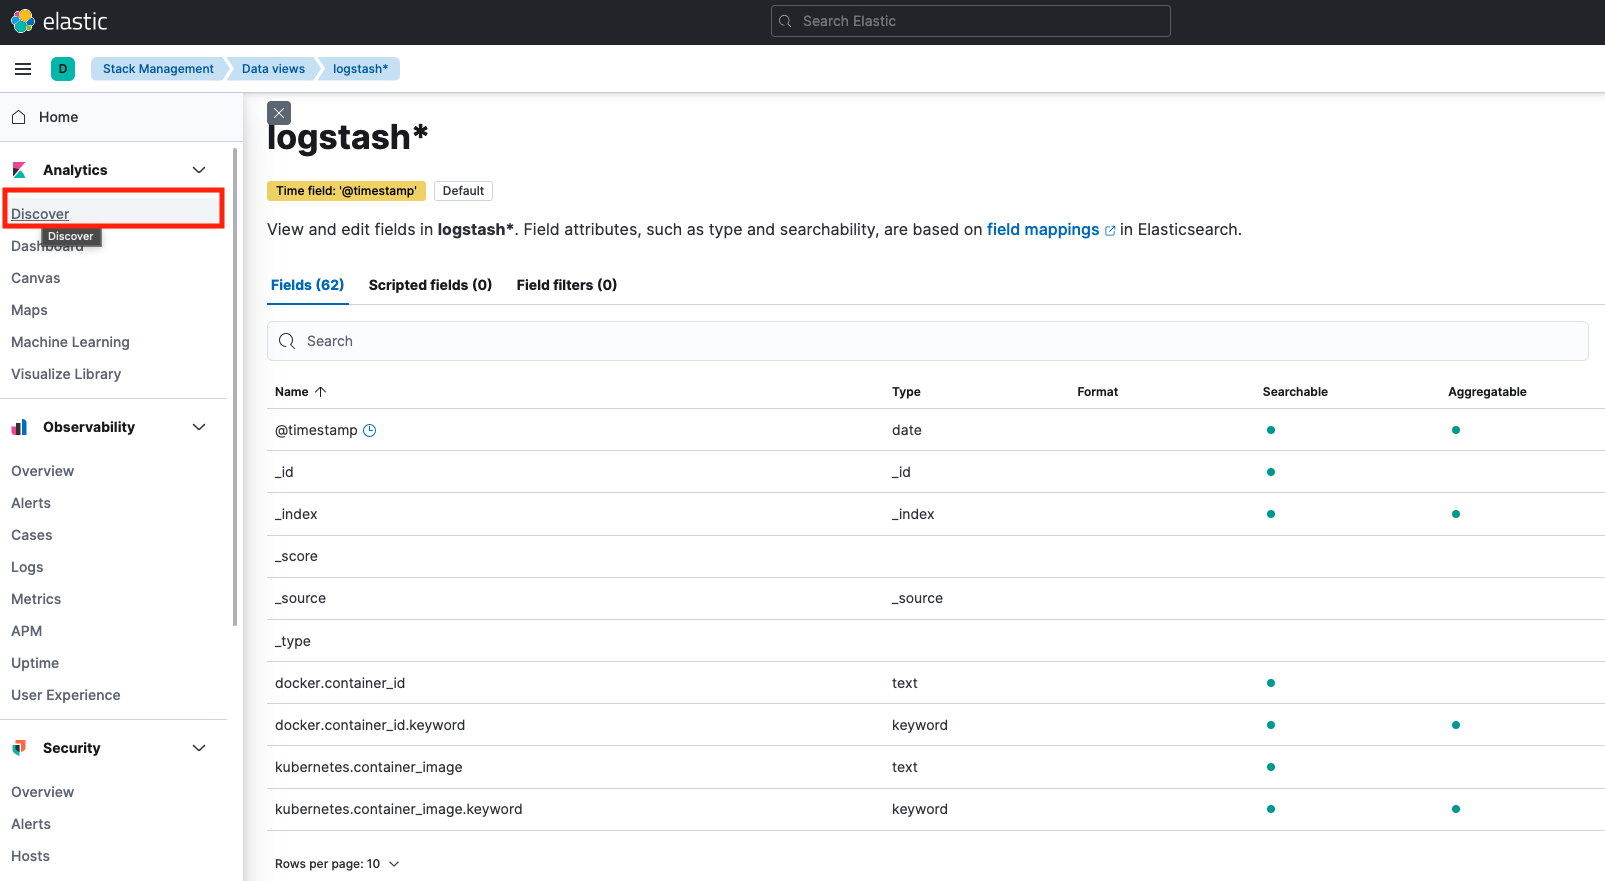 elastic
Search Elastic
D
Stack Management
Data views
logstash*
Home
Analytics
Discover
Discover
Dashboard
Canvas
Maps
Machine Learning
Visualize Library
Observability
Overview
Alerts
Cases
Logs
Metrics
APM
Uptime
User Experience
Security
Overview
Alerts
Hosts
logstash*
Time field: '@timestamp' Default
View and edit fields in logstash*. Field attributes, such as type and searchability, are based on field mappings in Elasticsearch.
Fields (62) Scripted fields (0) Field filters (0)
Search
Name Type Format Searchable Aggregatable
@timestamp date
_id _id
_index _index
_score
_source _source
_type
docker.container_id text
docker.container_id.keyword keyword
kubernetes.container_image text
kubernetes.container_image.keyword keyword
Rows per page: 10